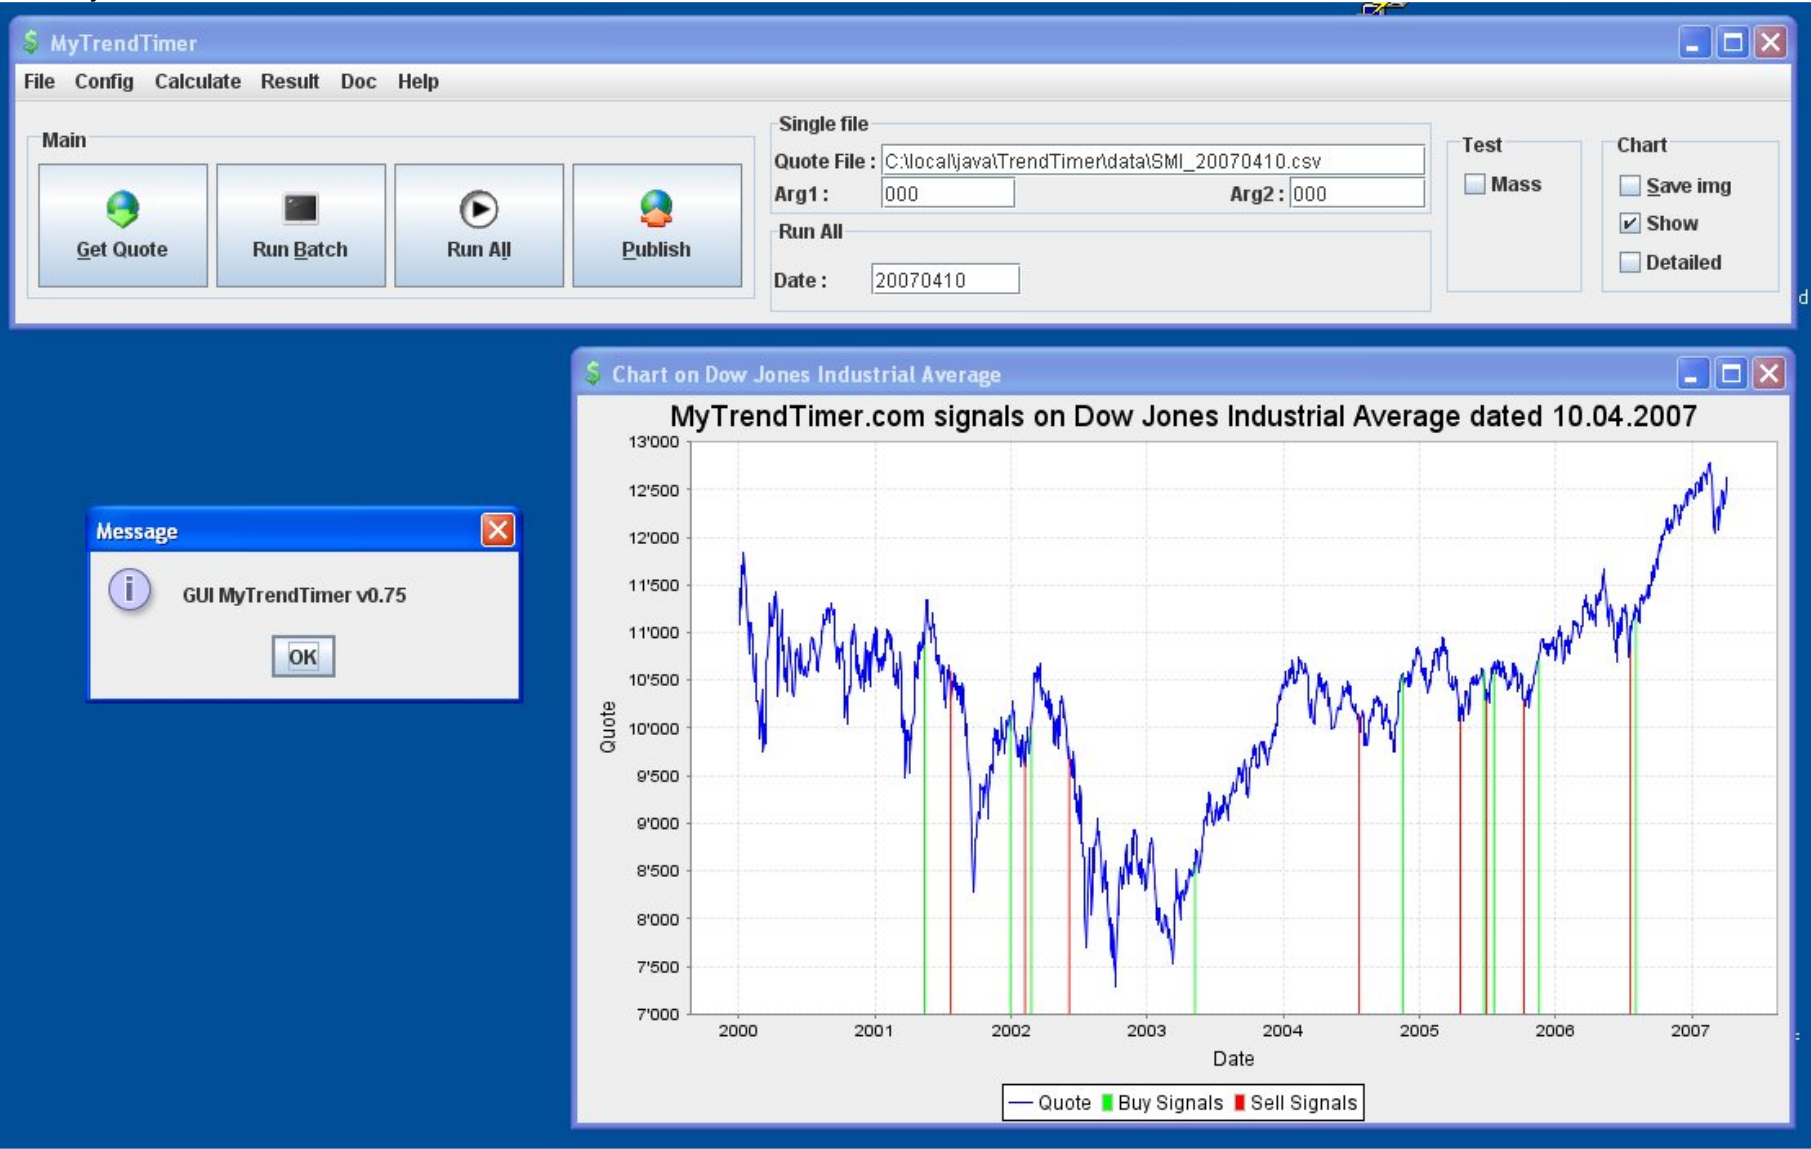 MyTrendTimer
File Config Calculate Result Doc Help
Main
Get Quote
Run Batch
Run All
Publish
Single file
Quote File : C:\local\java\TrendTimer\data\SMI_20070410.csv
Arg1 : 000 Arg2 : 000
Run All
Date : 20070410
Test
Mass
Chart
Save img
Show
Detailed
d
Message
GUI MyTrendTimer v0.75
OK
Chart on Dow Jones Industrial Average
MyTrendTimer.com signals on Dow Jones Industrial Average dated 10.04.2007
13'000
12'500
12'000
11'500
11'000
10'500
10'000
9'500
9'000
8'500
8'000
7'500
7'000
Quote
2000 2001 2002 2003 2004 2005 2006 2007
Date
Quote Buy Signals Sell Signals